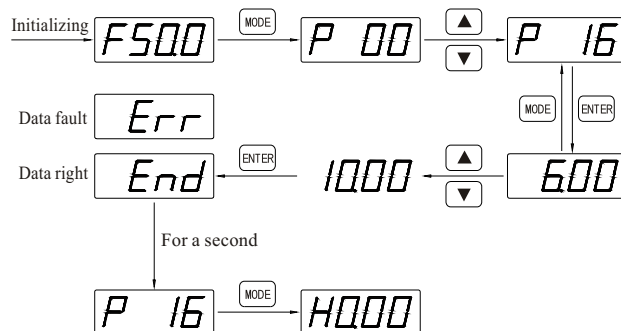 Initializing F50.0 MODE P 00 ▲ ▼ P 16
MODE ENTER
Data fault Err
Data right End ENTER 10.00 ▲ ▼ 6.00
For a second
P 16 MODE H0.00